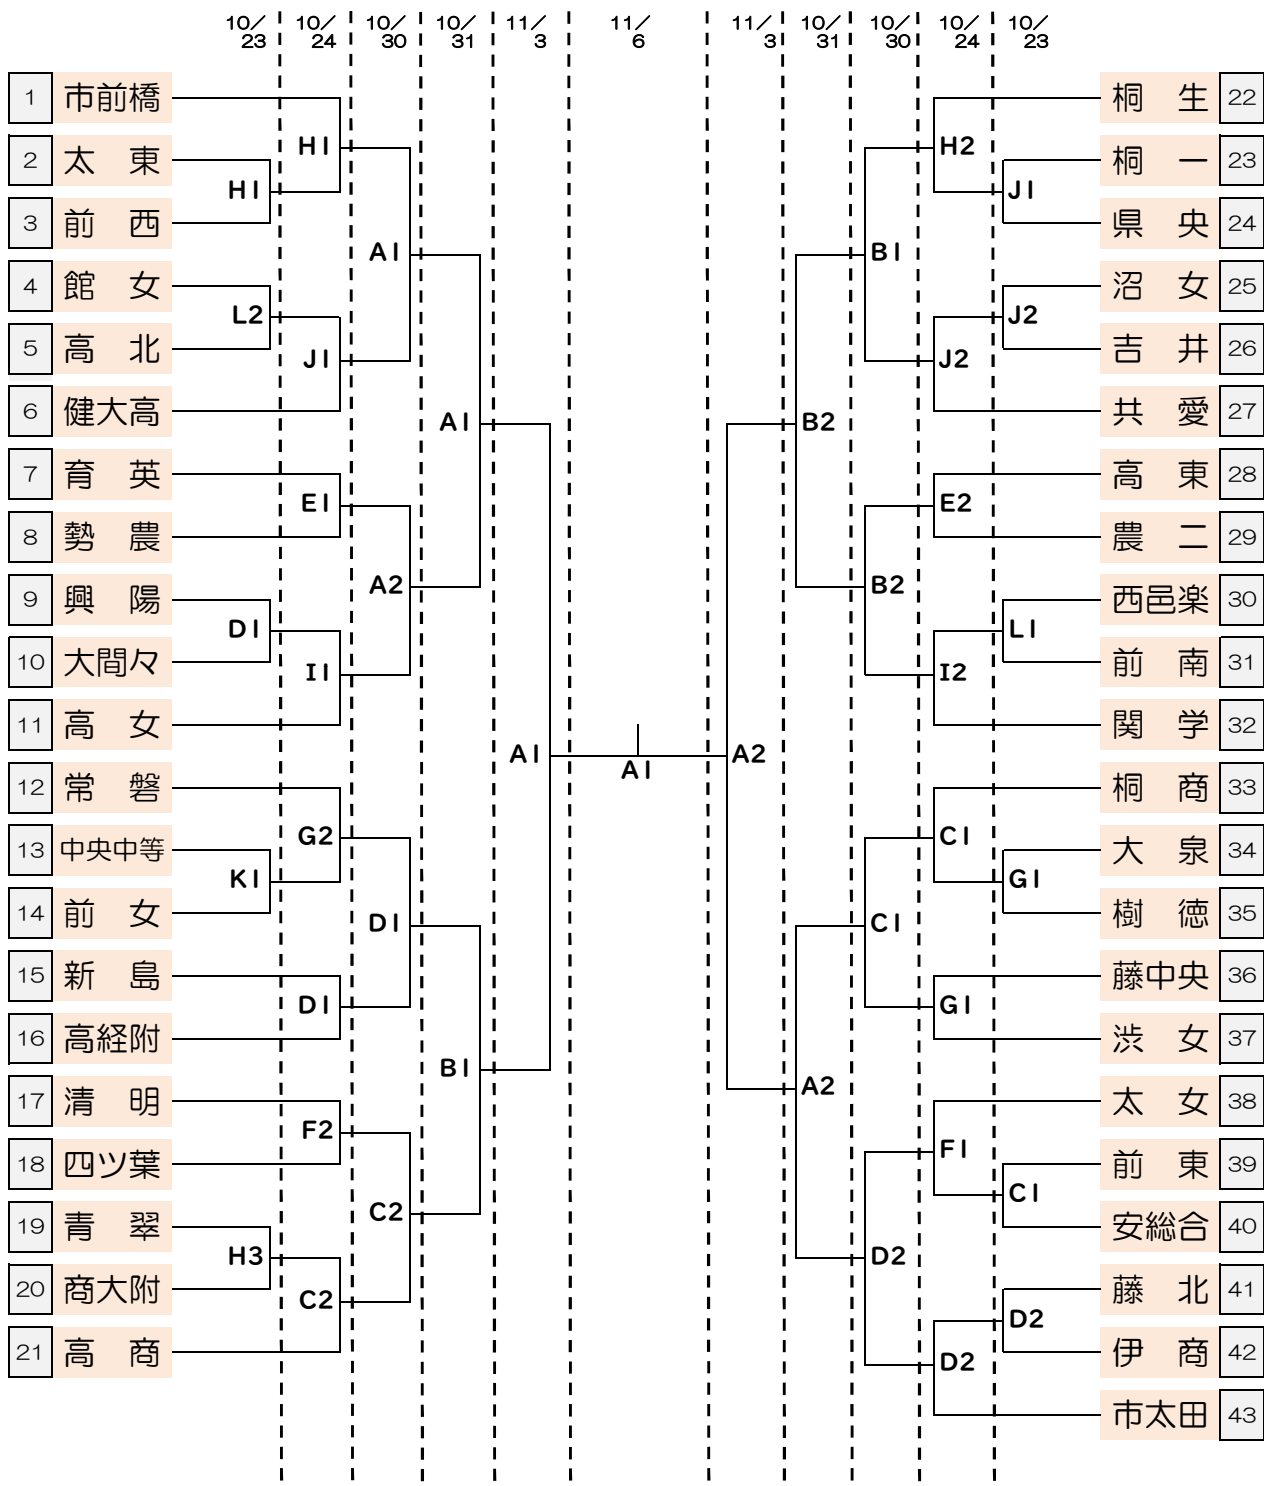 10/23 10/24 10/30 10/31 11/3 11/6 11/3 10/31 10/30 10/24 10/23
1 市前橋
2 太 東
3 前 西
4 館 女
5 高 北
6 健大高
7 育 英
8 勢 農
9 興 陽
10 大間々
11 高 女
12 常 磐
13 中央中等
14 前 女
15 新 島
16 高経附
17 清 明
18 四ツ葉
19 青 翠
20 商大附
21 高 商
H1
L2
D1
K1
H3
H1
J1
E1
I1
G2
D1
F2
C2
A1
A2
D1
C2
A1
B1
A1
A1
A2
B2
A2
B1
B2
C1
D2
H2
J2
E2
I2
C1
G1
F1
D2
J1
J2
L1
G1
C1
D2
桐 生 22
桐 一 23
県 央 24
沼 女 25
吉 井 26
共 愛 27
高 東 28
農 二 29
西邑楽 30
前 南 31
関 学 32
桐 商 33
大 泉 34
樹 徳 35
藤中央 36
渋 女 37
太 女 38
前 東 39
安総合 40
藤 北 41
伊 商 42
市太田 43